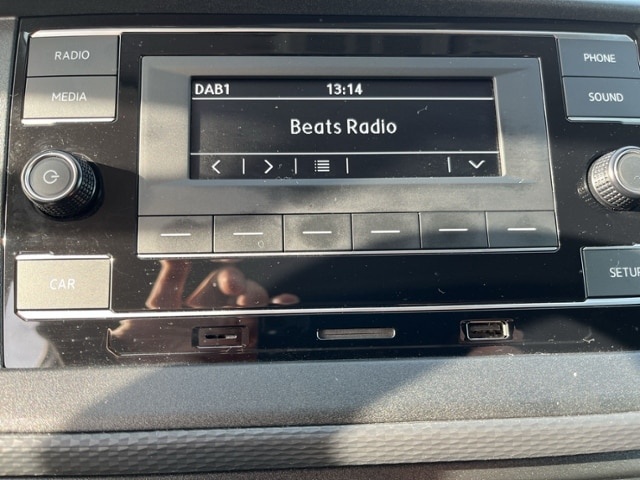 RADIO
PHONE
DAB1 13:14
MEDIA
SOUND
Beats Radio
CAR
SETUP